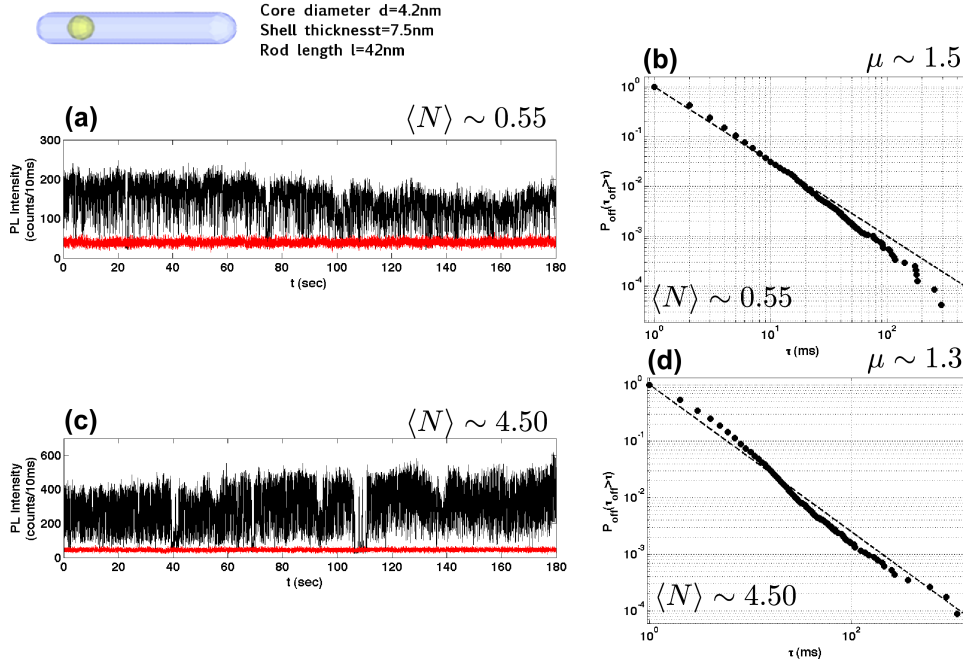 Core diameter d=4.2nm
Shell thicknesst=7.5nm
Rod length l=42nm
(a)
⟨N⟩ ∼ 0.55
300
200
100
0
PL Intensity
(counts/10ms)
0 20 40 60 80 100 120 140 160 180
t (sec)
(b)
μ ∼ 1.5
10^0
10^-1
10^-2
10^-3
10^-4
P_off(τ_off>τ)
⟨N⟩ ∼ 0.55
10^0 10^1 10^2
τ (ms)
(c)
⟨N⟩ ∼ 4.50
600
400
200
0
PL Intensity
(counts/10ms)
0 20 40 60 80 100 120 140 160 180
t (sec)
(d)
μ ∼ 1.3
10^0
10^-1
10^-2
10^-3
10^-4
P_off(τ_off>τ)
⟨N⟩ ∼ 4.50
10^0 10^2
τ (ms)